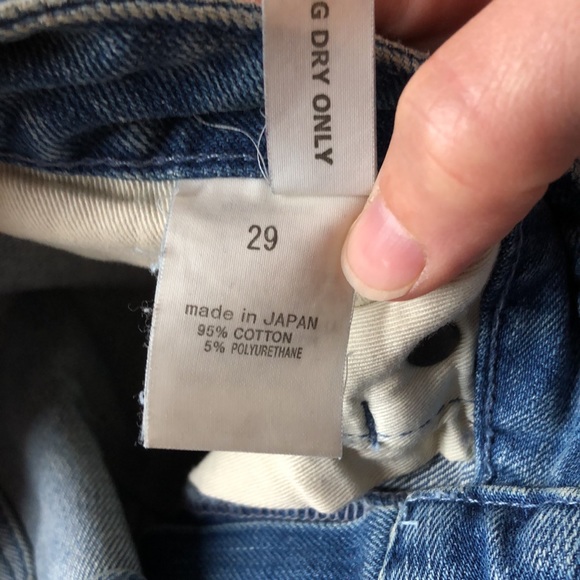 G DRY ONLY
29
made in JAPAN
95% COTTON
5% POLYURETHANE